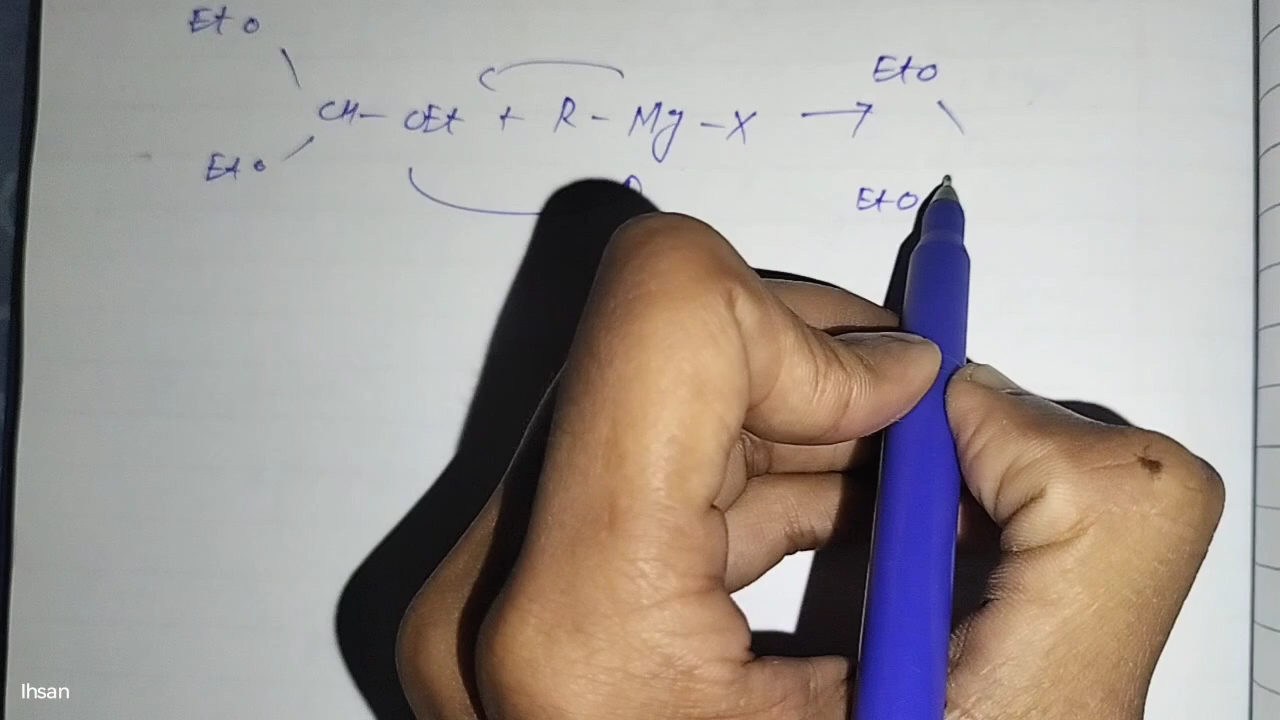 EtO
EtO
CH- OEt + R - Mg - X →
EtO
EtO
Ihsan